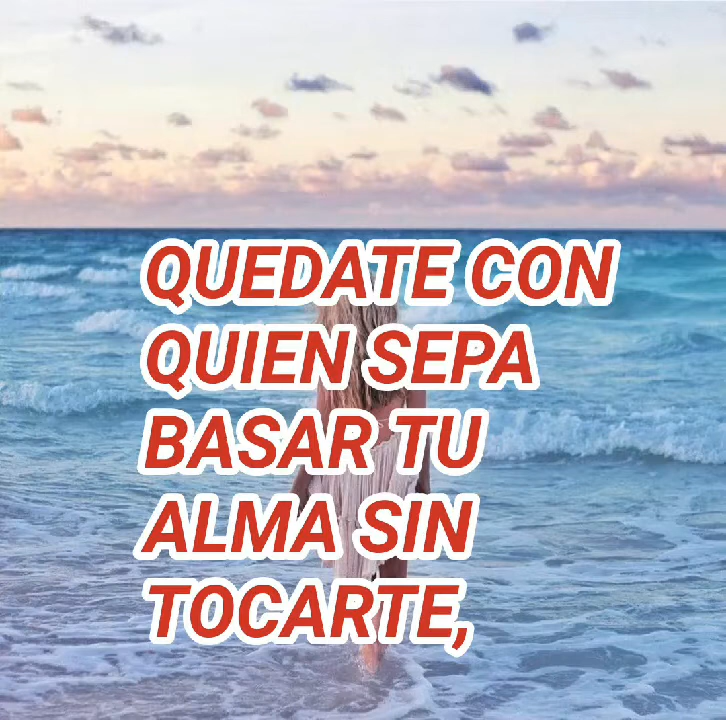 QUEDATE CON
QUIEN SEPA
BASAR TU
ALMA SIN
TOCARTE,